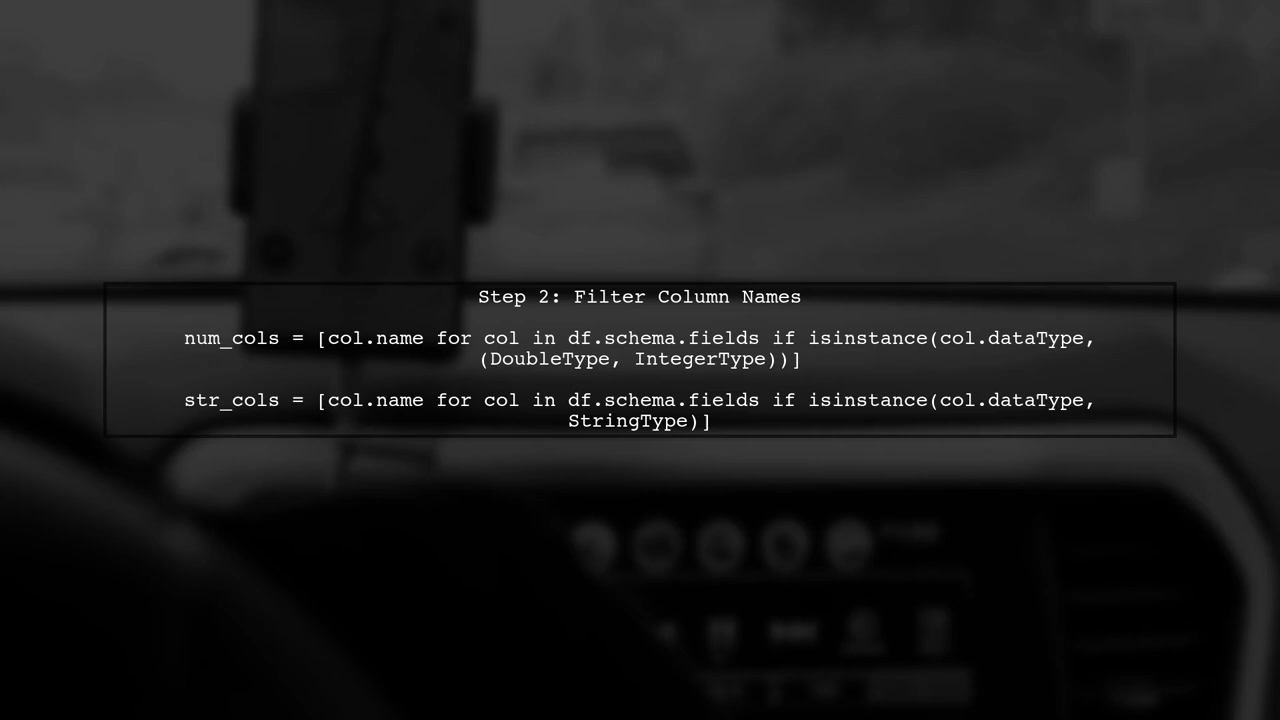 Step 2: Filter Column Names
num_cols = [col.name for col in df.schema.fields if isinstance(col.dataType,
(DoubleType, IntegerType))]
str_cols = [col.name for col in df.schema.fields if isinstance(col.dataType,
StringType)]